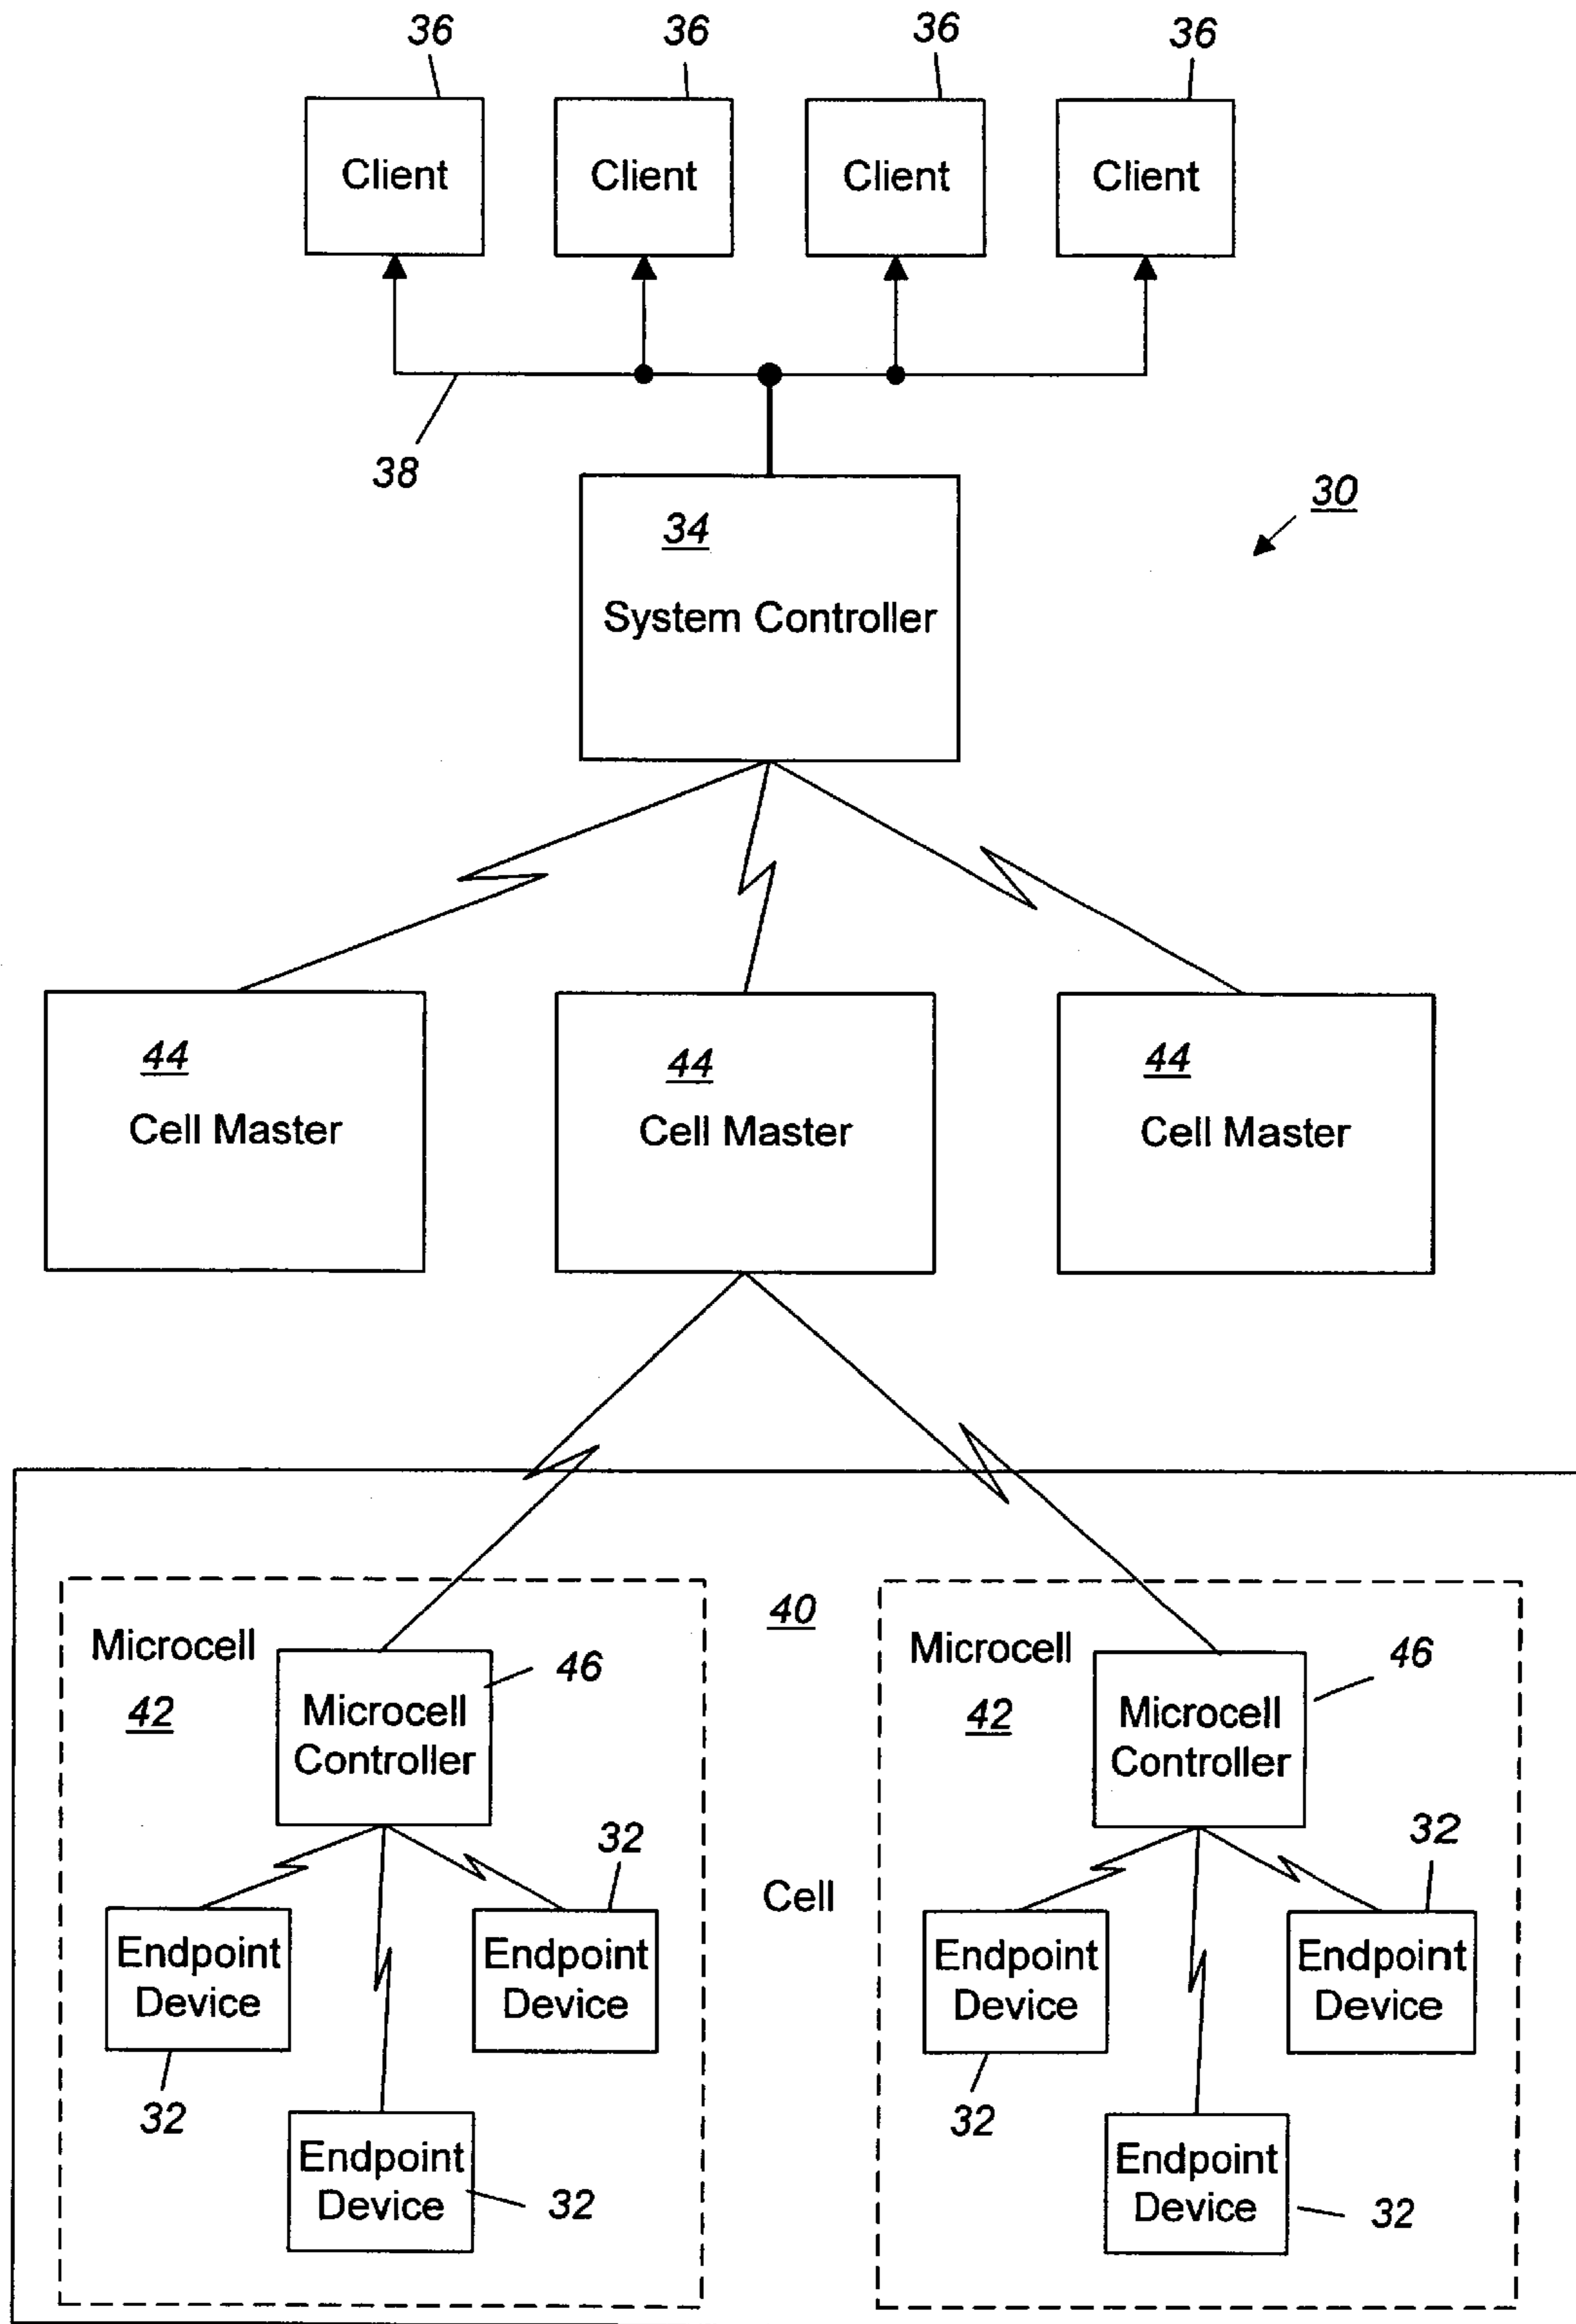 36 36 36 36
Client Client Client Client
38
30
34
System Controller
44
Cell Master
44
Cell Master
44
Cell Master
40
Cell
Microcell
42
46
Microcell
Controller
32
Endpoint
Device
Endpoint
Device
32
Endpoint
Device
32
Microcell
42
46
Microcell
Controller
32
Endpoint
Device
Endpoint
Device
32
Endpoint
Device
32